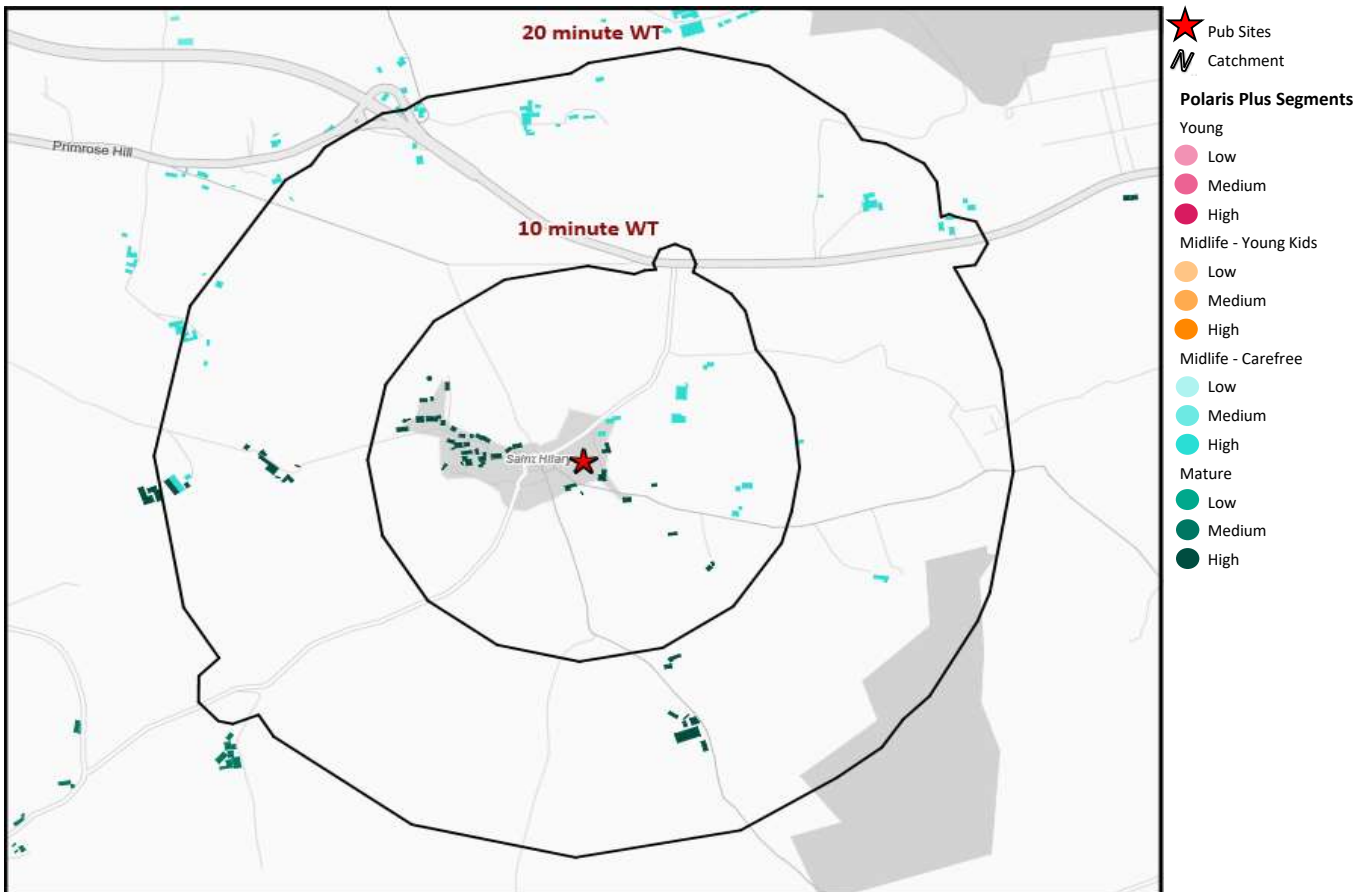 20 minute WT
Primrose Hill
10 minute WT
Saint Hilary
Pub Sites
Catchment
Polaris Plus Segments
Young
Low
Medium
High
Midlife - Young Kids
Low
Medium
High
Midlife - Carefree
Low
Medium
High
Mature
Low
Medium
High